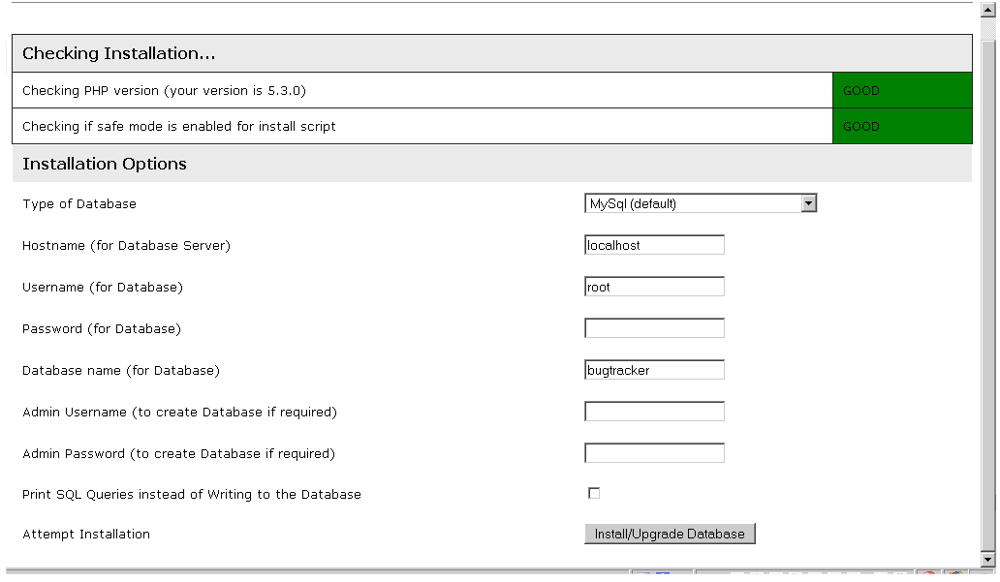 Checking Installation...
Checking PHP version (your version is 5.3.0) GOOD
Checking if safe mode is enabled for install script GOOD
Installation Options
Type of Database MySql (default)
Hostname (for Database Server) localhost
Username (for Database) root
Password (for Database)
Database name (for Database) bugtracker
Admin Username (to create Database if required)
Admin Password (to create Database if required)
Print SQL Queries instead of Writing to the Database
Attempt Installation Install/Upgrade Database